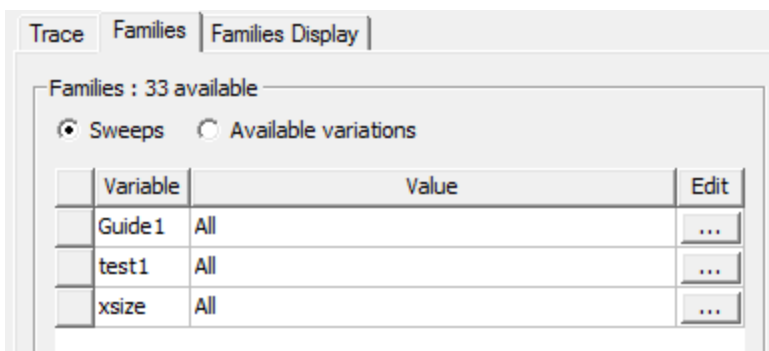 Trace Families Families Display
Families : 33 available
Sweeps Available variations
Variable Value Edit
Guide1 All ...
test1 All ...
xsize All ...